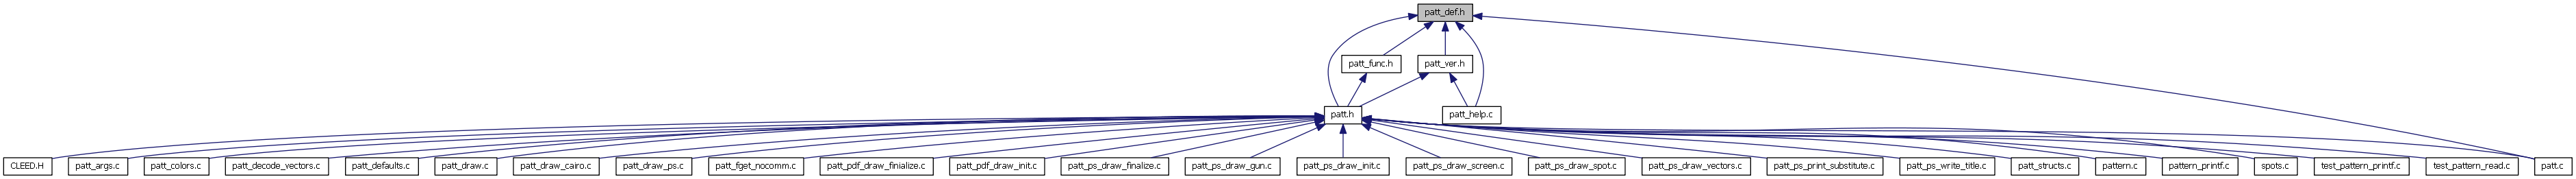 patt_def.h
patt_func.h
patt_ver.h
patt.h
patt_help.c
CLEED.H
patt_args.c
patt_colors.c
patt_decode_vectors.c
patt_defaults.c
patt_draw.c
patt_draw_cairo.c
patt_draw_ps.c
patt_fget_nocomm.c
patt_pdf_draw_finialize.c
patt_pdf_draw_init.c
patt_ps_draw_finalize.c
patt_ps_draw_gun.c
patt_ps_draw_init.c
patt_ps_draw_screen.c
patt_ps_draw_spot.c
patt_ps_draw_vectors.c
patt_ps_print_substitute.c
patt_ps_write_title.c
patt_structs.c
pattern.c
pattern_printf.c
spots.c
test_pattern_printf.c
test_pattern_read.c
patt.c